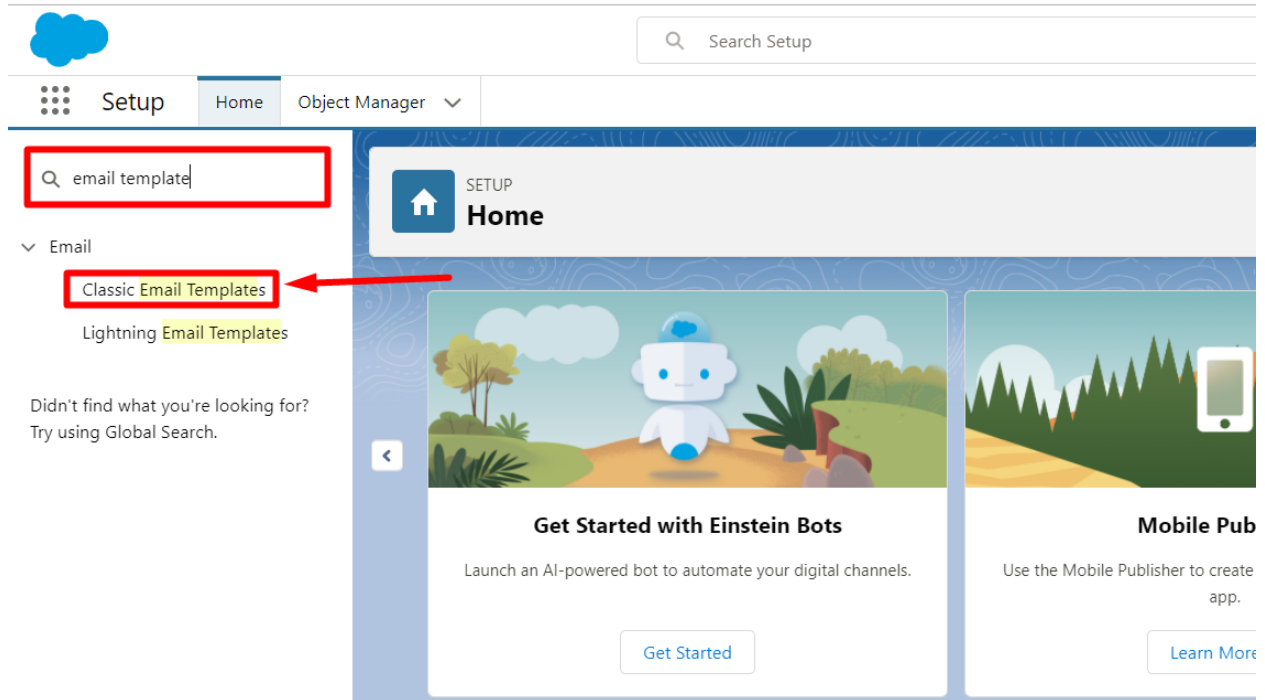 Search Setup
Setup
Home
Object Manager
email template
Email
Classic Email Templates
Lightning Email Templates
Didn't find what you're looking for?
Try using Global Search.
SETUP
Home
Get Started with Einstein Bots
Launch an AI-powered bot to automate your digital channels.
Get Started
Mobile Pub
Use the Mobile Publisher to create
app.
Learn More